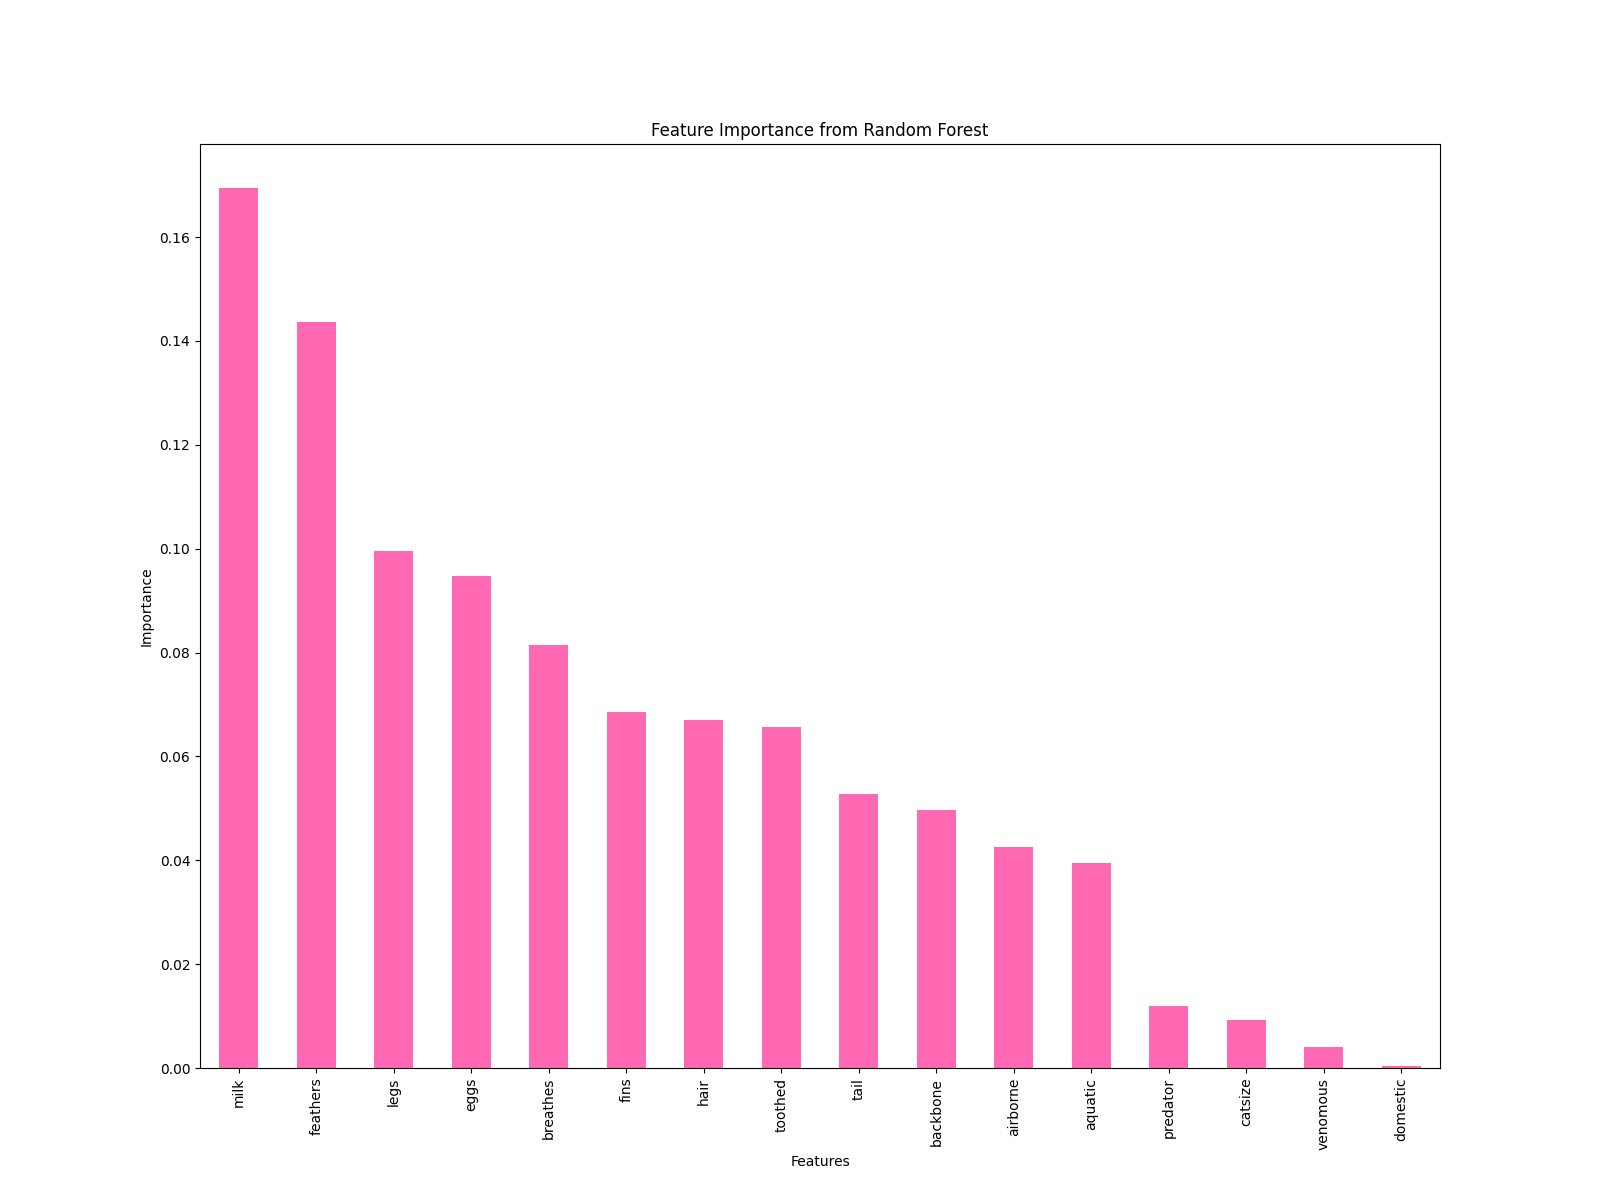 Feature Importance from Random Forest
0.16
0.14
0.12
0.10
0.08
0.06
0.04
0.02
0.00
Importance
milk
feathers
legs
eggs
breathes
fins
hair
toothed
tail
backbone
airborne
aquatic
predator
catsize
venomous
domestic
Features